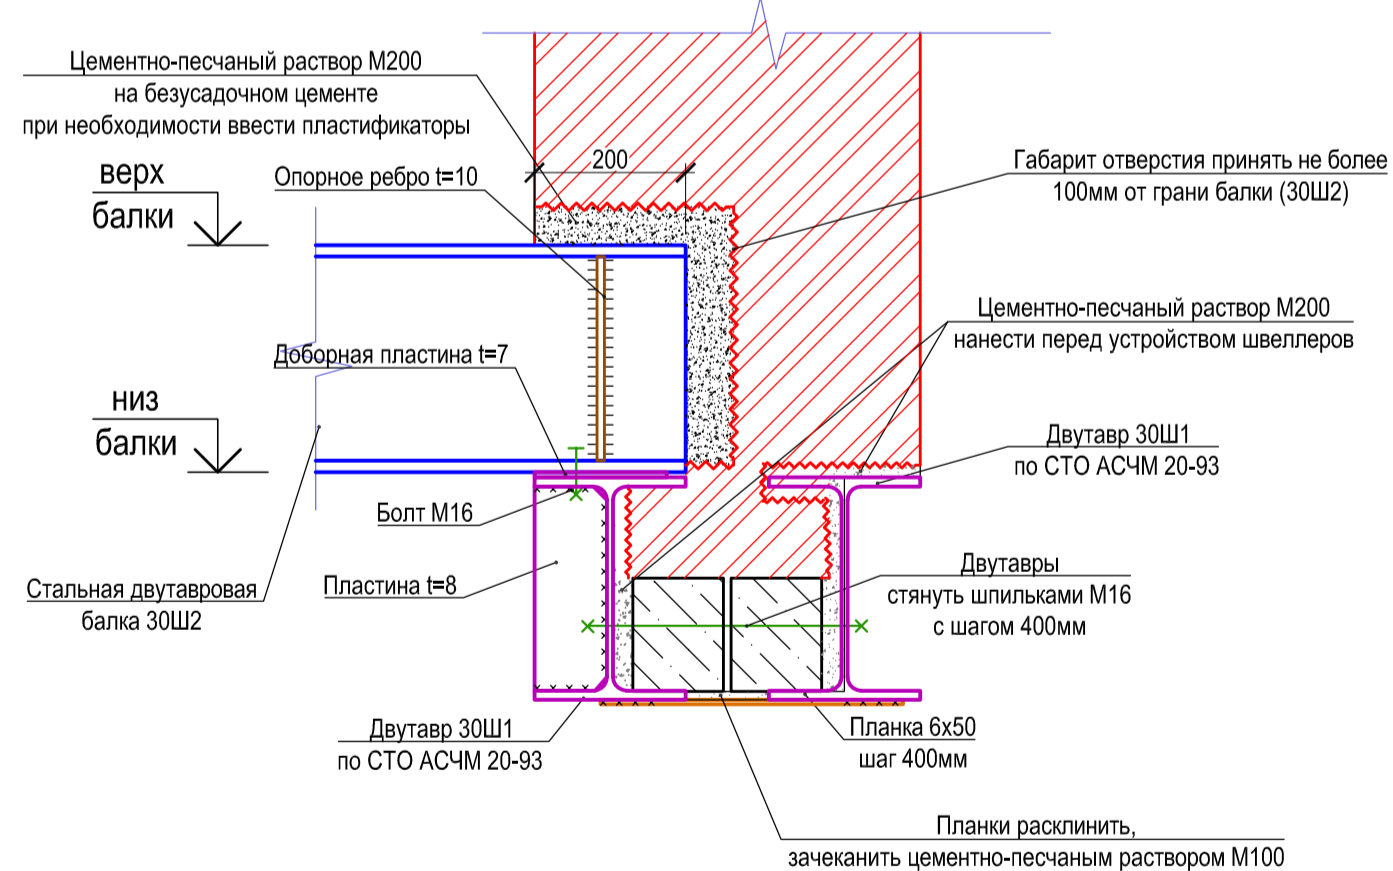 Цементно-песчаный раствор М200
на безусадочном цементе
при необходимости ввести пластификаторы
200
Габарит отверстия принять не более
100мм от грани балки (30Ш2)
верх
балки
Опорное ребро t=10
Цементно-песчаный раствор М200
нанести перед устройством швеллеров
Доборная пластина t=7
низ
балки
Двутавр 30Ш1
по СТО АСЧМ 20-93
Болт М16
Пластина t=8
Стальная двутавровая
балка 30Ш2
Двутавры
стянуть шпильками М16
с шагом 400мм
Двутавр 30Ш1
по СТО АСЧМ 20-93
Планка 6х50
шаг 400мм
Планки расклинить,
зачеканить цементно-песчаным раствором М100